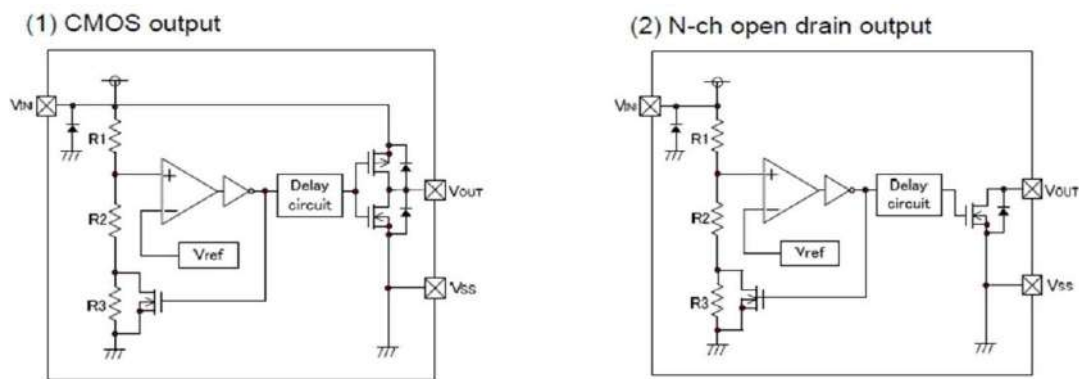 (1) CMOS output
VIN
R1
R2
R3
Vref
Delay
circuit
VOUT
VSS
(2) N-ch open drain output
VIN
R1
R2
R3
Vref
Delay
circuit
VOUT
VSS